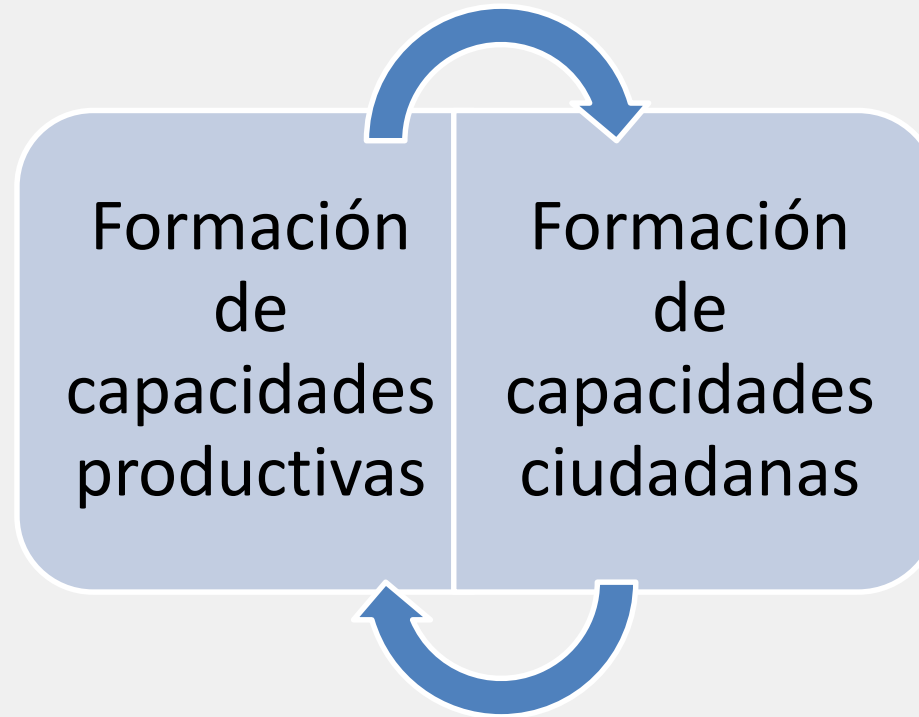 Formación
de
capacidades
productivas
Formación
de
capacidades
ciudadanas